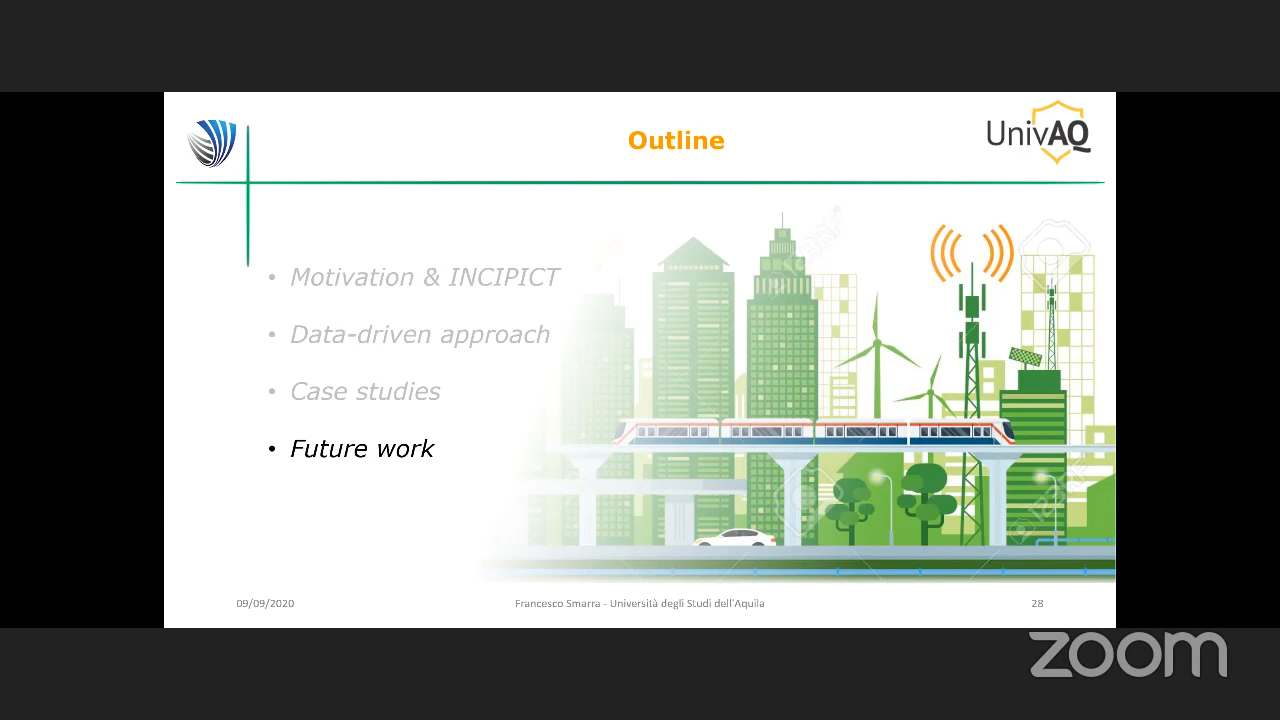 Outline
UnivAQ
• Motivation & INCIPICT
• Data-driven approach
• Case studies
• Future work
09/09/2020
Francesco Smarra - Università degli Studi dell'Aquila
28
zoom